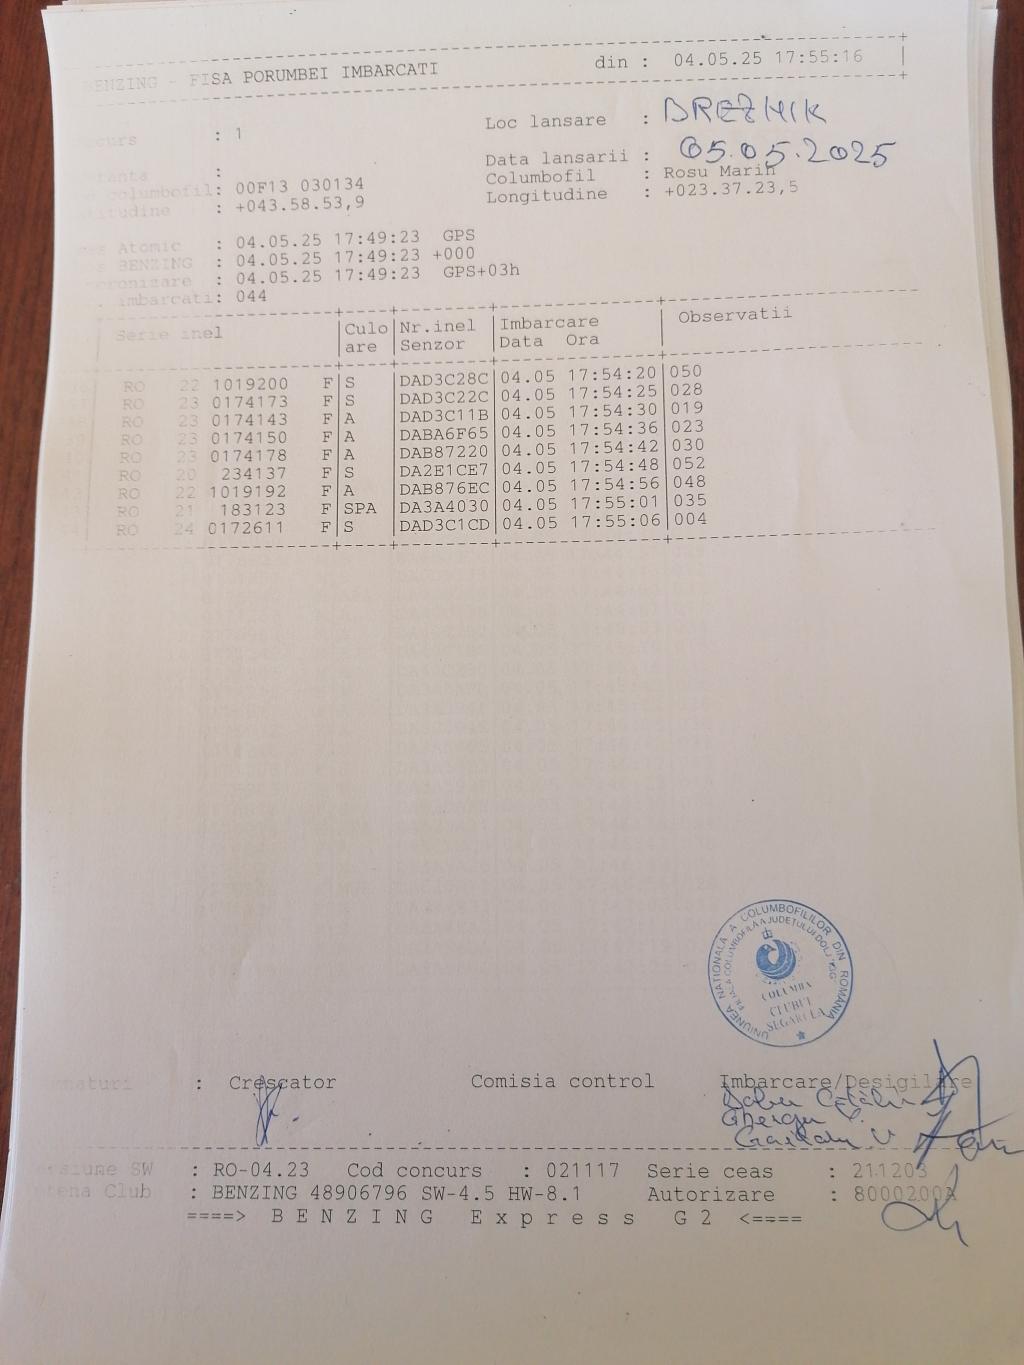 BENZING - FISA PORUMBEI IMBARCATI din : 04.05.25 17:55:16
: 1 Loc lansare : BREZNIK
: Data lansarii : 05.05.2025
columbofil: 00F13 030134 Columbofil : Rosu Marin
: +043.58.53,9 Longitudine : +023.37.23,5
Atomic : 04.05.25 17:49:23 GPS
BENZING : 04.05.25 17:49:23 +000
: 04.05.25 17:49:23 GPS+03h
imbarcati: 044
Serie inel Culo Nr.inel Imbarcare Observatii
are Senzor Data Ora
RO 22 1019200 F S DAD3C28C 04.05 17:54:20 050
RO 23 0174173 F S DAD3C22C 04.05 17:54:25 028
RO 23 0174143 F A DAD3C11B 04.05 17:54:30 019
RO 23 0174150 F A DABA6F65 04.05 17:54:36 023
RO 23 0174178 F A DAB87220 04.05 17:54:42 030
RO 20 234137 F S DA2E1CE7 04.05 17:54:48 052
RO 22 1019192 F A DAB876EC 04.05 17:54:56 048
RO 21 183123 F SPA DA3A4030 04.05 17:55:01 035
RO 24 0172611 F S DAD3C1CD 04.05 17:55:06 004
UNIUNEA NATIONALA A COLUMBOFILILOR DIN ROMANIA
COLUMBOFILA A JUDETULUI DOLJ
COLUMBA
CLUBUL
SEGARCEA
: Crescator Comisia control Imbarcare/Desigilare
SW : RO-04.23 Cod concurs : 021117 Serie ceas : 211203
Club : BENZING 48906796 SW-4.5 HW-8.1 Autorizare : 8000200A
====> B E N Z I N G E x p r e s s G 2 <====